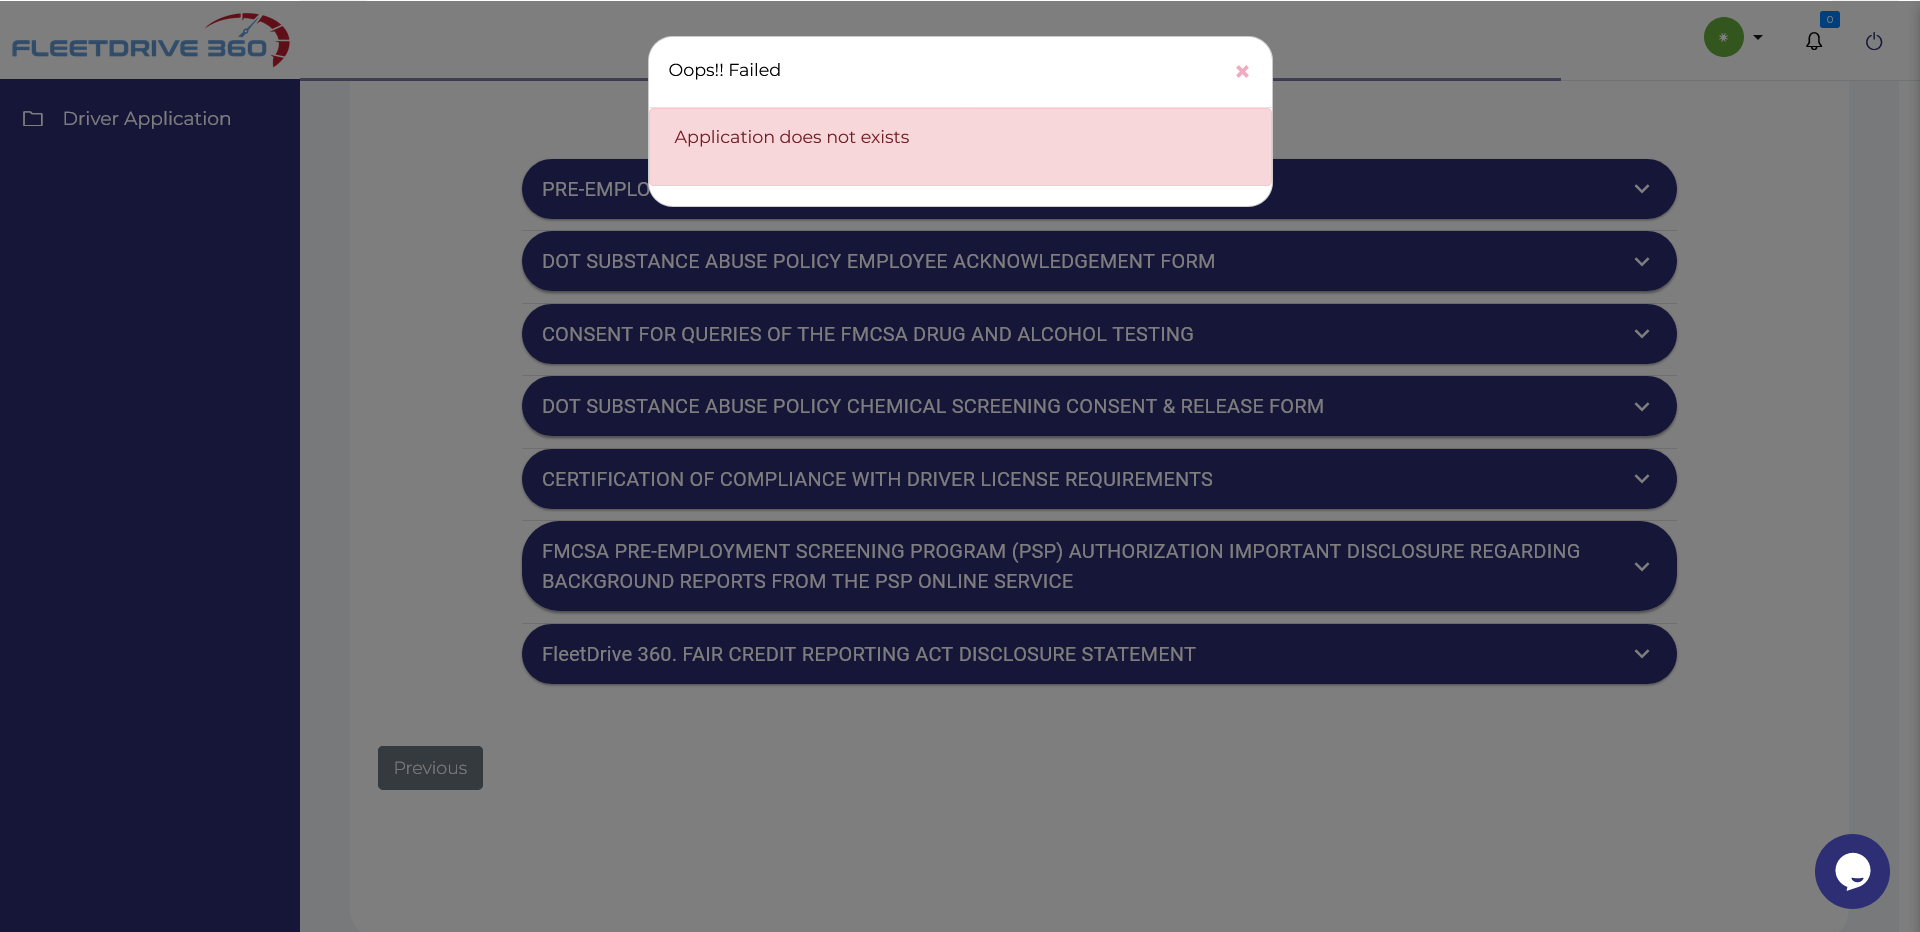 FLEETDRIVE 360
0
Oops!! Failed
Application does not exists
Driver Application
PRE-EMPLO
DOT SUBSTANCE ABUSE POLICY EMPLOYEE ACKNOWLEDGEMENT FORM
CONSENT FOR QUERIES OF THE FMCSA DRUG AND ALCOHOL TESTING
DOT SUBSTANCE ABUSE POLICY CHEMICAL SCREENING CONSENT & RELEASE FORM
CERTIFICATION OF COMPLIANCE WITH DRIVER LICENSE REQUIREMENTS
FMCSA PRE-EMPLOYMENT SCREENING PROGRAM (PSP) AUTHORIZATION IMPORTANT DISCLOSURE REGARDING
BACKGROUND REPORTS FROM THE PSP ONLINE SERVICE
FleetDrive 360. FAIR CREDIT REPORTING ACT DISCLOSURE STATEMENT
Previous